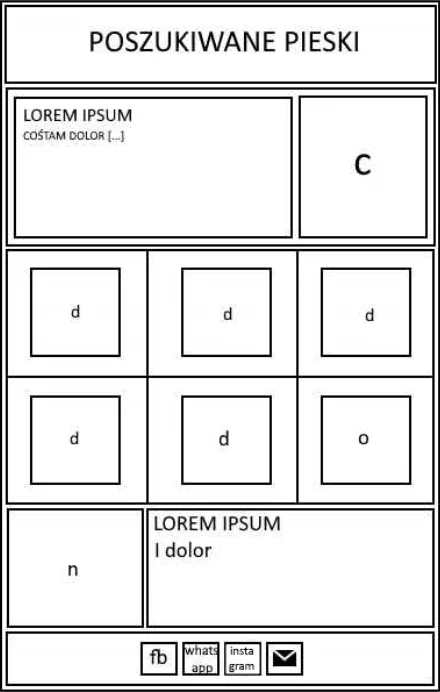 POSZUKIWANE PIESKI
LOREM IPSUM
COŚTAM DOLOR [...]
C
d
d
d
d
d
o
n
LOREM IPSUM
I dolor
fb
whats
app
insta
gram